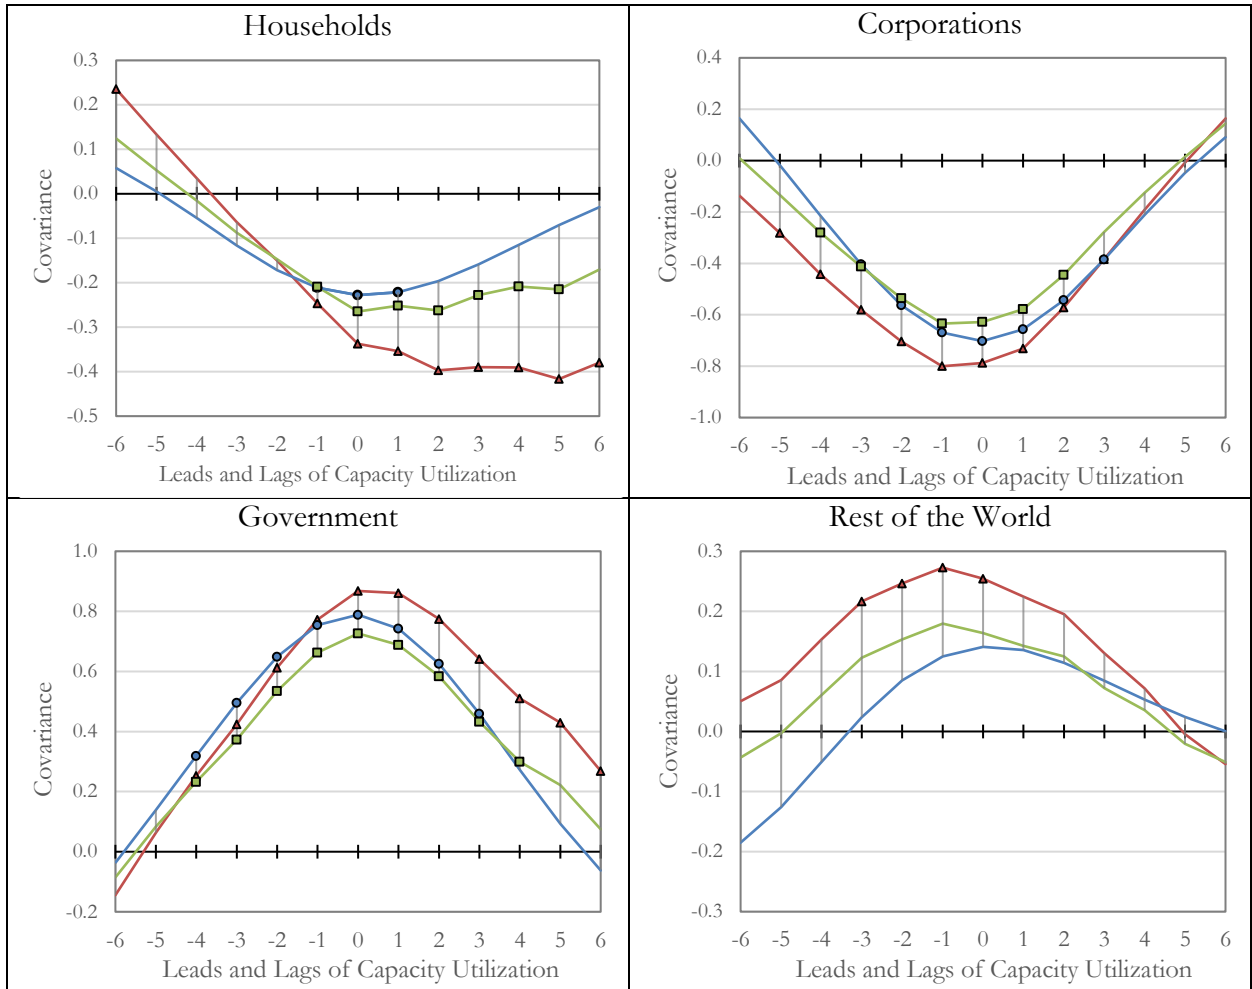 Households
0.3
0.2
0.1
0.0
-0.1
-0.2
-0.3
-0.4
-0.5
Covariance
-6 -5 -4 -3 -2 -1 0 1 2 3 4 5 6
Leads and Lags of Capacity Utilization
Corporations
0.4
0.2
0.0
-0.2
-0.4
-0.6
-0.8
-1.0
Covariance
-6 -5 -4 -3 -2 -1 0 1 2 3 4 5 6
Leads and Lags of Capacity Utilization
Government
1.0
0.8
0.6
0.4
0.2
0.0
-0.2
Covariance
-6 -5 -4 -3 -2 -1 0 1 2 3 4 5 6
Leads and Lags of Capacity Utilization
Rest of the World
0.3
0.2
0.1
0.0
-0.1
-0.2
-0.3
Covariance
-6 -5 -4 -3 -2 -1 0 1 2 3 4 5 6
Leads and Lags of Capacity Utilization